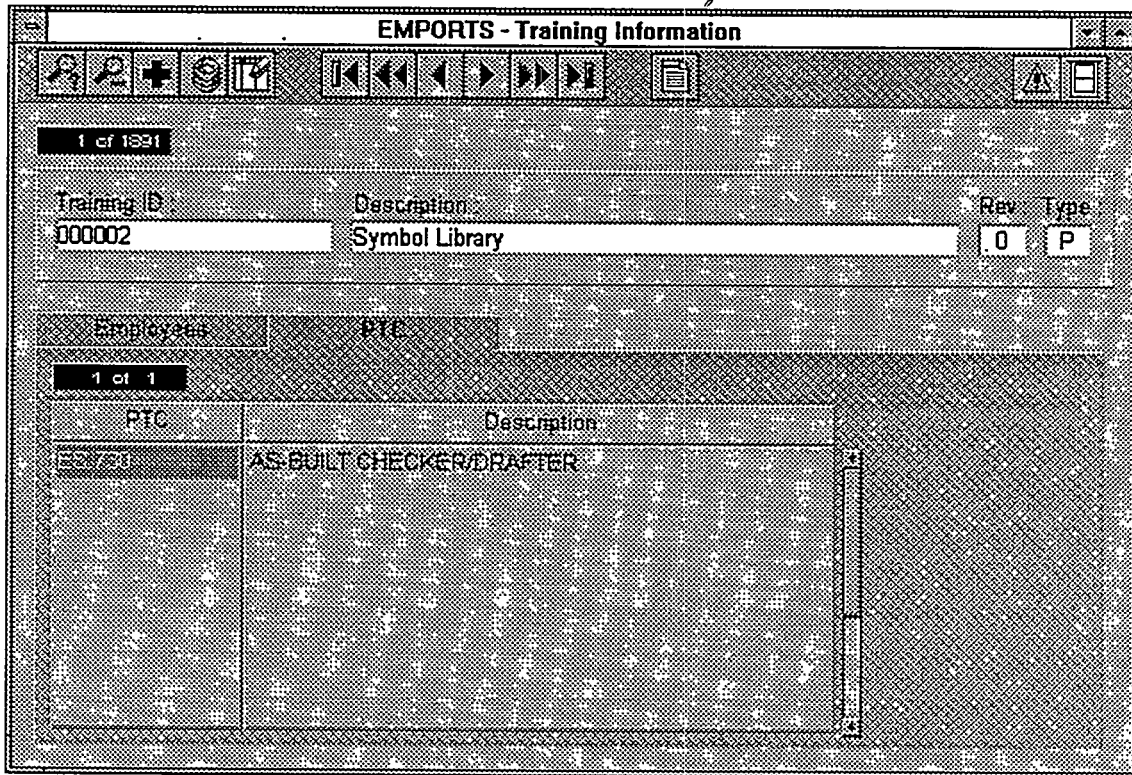 EMPORTS - Training Information
1 of 1891
Training ID : Description : Rev : Type :
000002 Symbol Library .0 P
Employees PTC
1 of 1
PTC Description
AS-BUILT CHECKER/DRAFTER